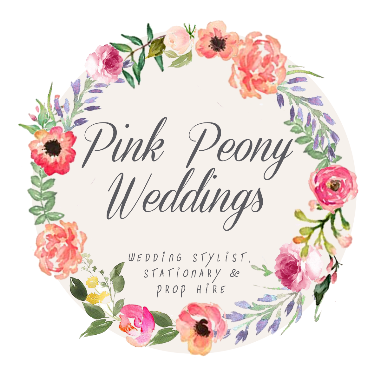 Pink Peony
Weddings
WEDDING STYLIST,
STATIONARY &
PROP HIRE